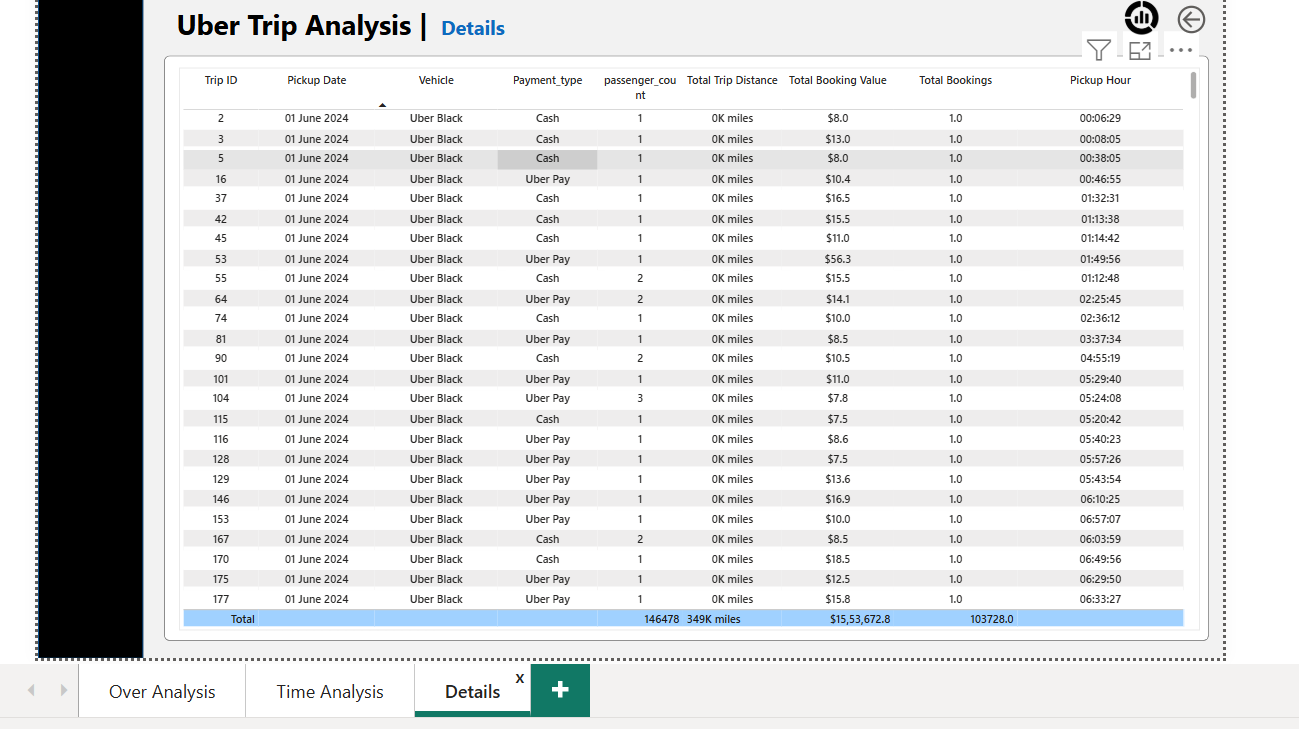 Uber Trip Analysis | Details
Trip ID Pickup Date Vehicle Payment_type passenger_cou Total Trip Distance Total Booking Value Total Bookings Pickup Hour
nt
2 01 June 2024 Uber Black Cash 1 0K miles $8.0 1.0 00:06:29
3 01 June 2024 Uber Black Cash 1 0K miles $13.0 1.0 00:08:05
5 01 June 2024 Uber Black Cash 1 0K miles $8.0 1.0 00:38:05
16 01 June 2024 Uber Black Uber Pay 1 0K miles $10.4 1.0 00:46:55
37 01 June 2024 Uber Black Cash 1 0K miles $16.5 1.0 01:32:31
42 01 June 2024 Uber Black Cash 1 0K miles $15.5 1.0 01:13:38
45 01 June 2024 Uber Black Cash 1 0K miles $11.0 1.0 01:14:42
53 01 June 2024 Uber Black Uber Pay 1 0K miles $56.3 1.0 01:49:56
55 01 June 2024 Uber Black Cash 2 0K miles $15.5 1.0 01:12:48
64 01 June 2024 Uber Black Uber Pay 2 0K miles $14.1 1.0 02:25:45
74 01 June 2024 Uber Black Cash 1 0K miles $10.0 1.0 02:36:12
81 01 June 2024 Uber Black Uber Pay 1 0K miles $8.5 1.0 03:37:34
90 01 June 2024 Uber Black Cash 2 0K miles $10.5 1.0 04:55:19
101 01 June 2024 Uber Black Uber Pay 1 0K miles $11.0 1.0 05:29:40
104 01 June 2024 Uber Black Uber Pay 3 0K miles $7.8 1.0 05:24:08
115 01 June 2024 Uber Black Cash 1 0K miles $7.5 1.0 05:20:42
116 01 June 2024 Uber Black Uber Pay 1 0K miles $8.6 1.0 05:40:23
128 01 June 2024 Uber Black Uber Pay 1 0K miles $7.5 1.0 05:57:26
129 01 June 2024 Uber Black Uber Pay 1 0K miles $13.6 1.0 05:43:54
146 01 June 2024 Uber Black Uber Pay 1 0K miles $16.9 1.0 06:10:25
153 01 June 2024 Uber Black Uber Pay 1 0K miles $10.0 1.0 06:57:07
167 01 June 2024 Uber Black Cash 2 0K miles $8.5 1.0 06:03:59
170 01 June 2024 Uber Black Cash 1 0K miles $18.5 1.0 06:49:56
175 01 June 2024 Uber Black Uber Pay 1 0K miles $12.5 1.0 06:29:50
177 01 June 2024 Uber Black Uber Pay 1 0K miles $15.8 1.0 06:33:27
Total 146478 349K miles $15,53,672.8 103728.0
Over Analysis Time Analysis Details x +